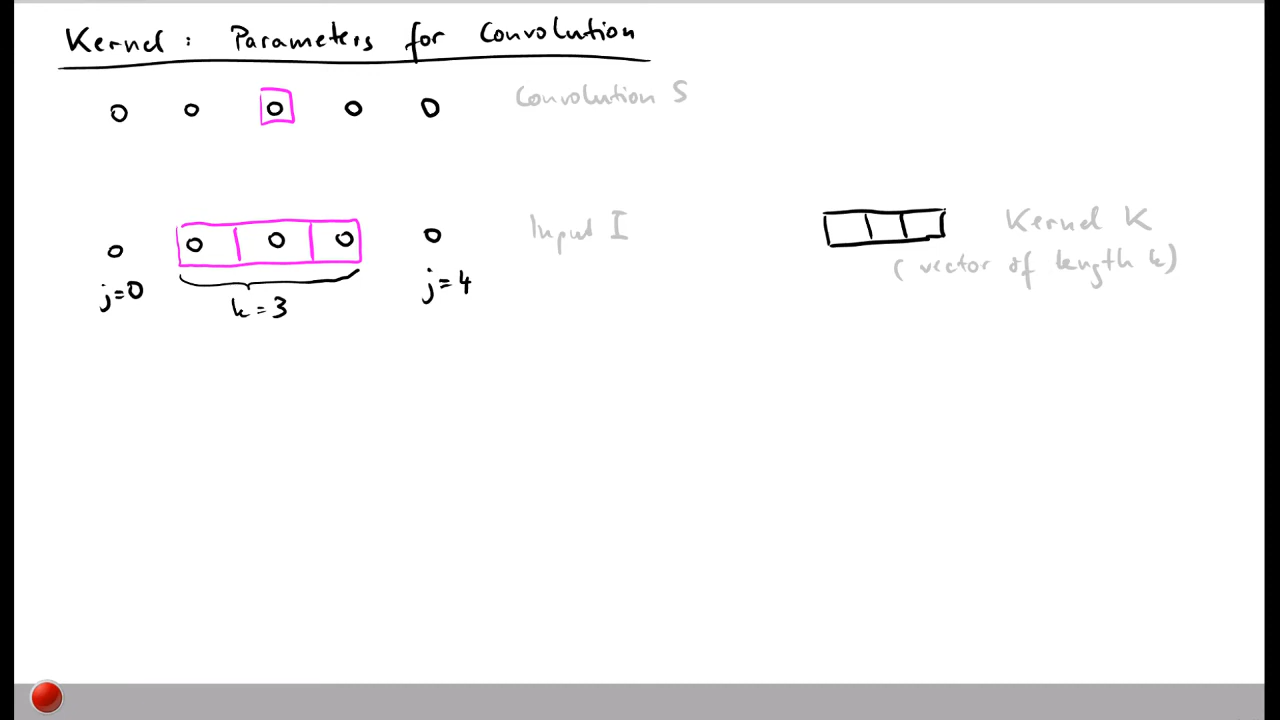 Kernel : Parameters for Convolution
Convolution S
Input I
Kernel K
(vector of length k)
j=0
k=3
j=4